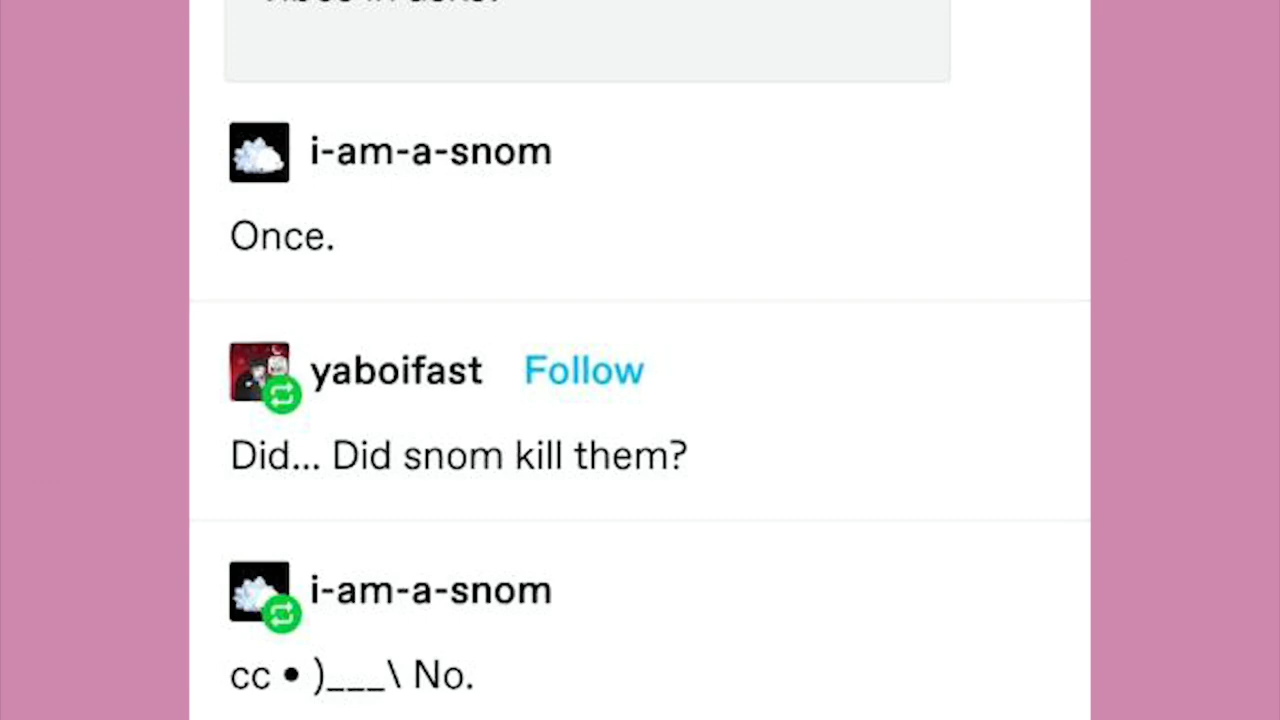 i-am-a-snom
Once.
yaboifast Follow
Did... Did snom kill them?
i-am-a-snom
cc • )___\ No.